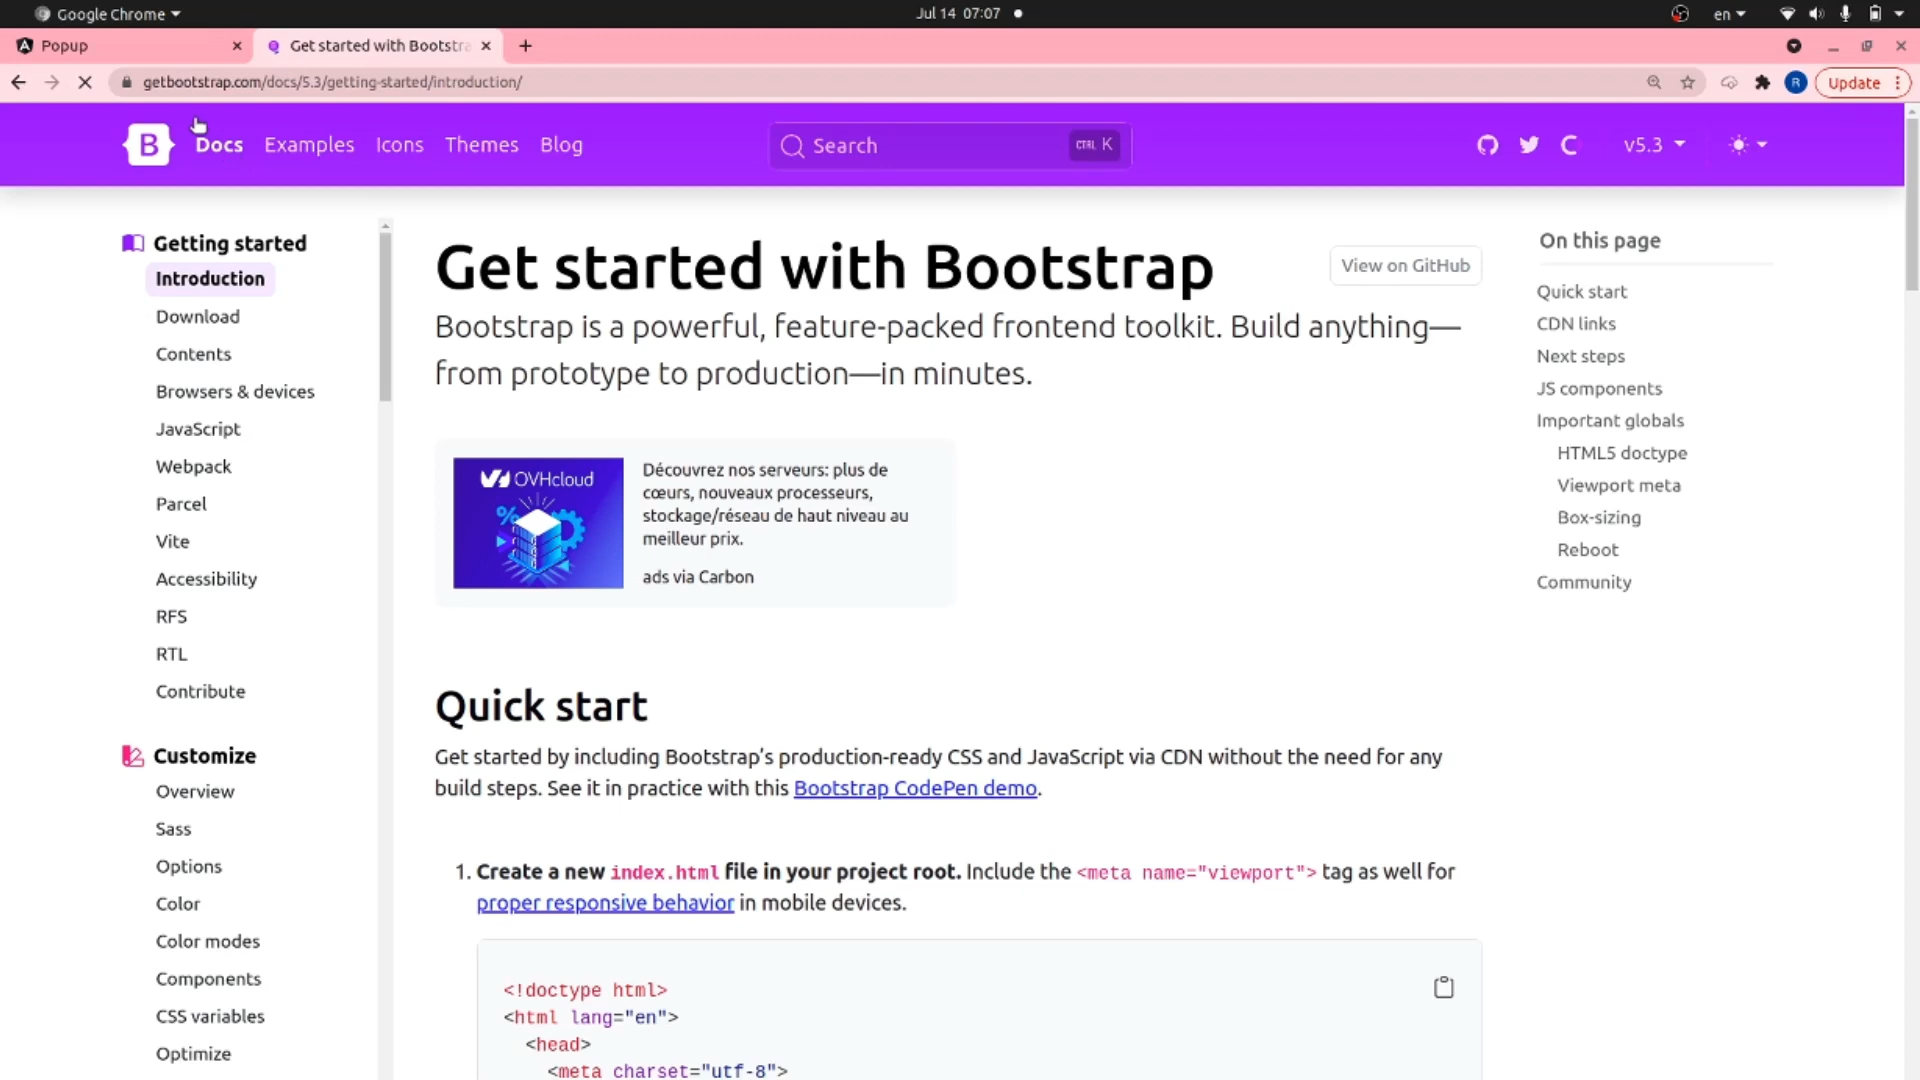 Google Chrome
Jul 14 07:07
en
Popup
Get started with Bootstra
getbootstrap.com/docs/5.3/getting-started/introduction/
R
Update
B
Docs
Examples
Icons
Themes
Blog
Search
CTRL K
v5.3
Getting started
Introduction
Download
Contents
Browsers & devices
JavaScript
Webpack
Parcel
Vite
Accessibility
RFS
RTL
Contribute
Customize
Overview
Sass
Options
Color
Color modes
Components
CSS variables
Optimize
Get started with Bootstrap
View on GitHub
Bootstrap is a powerful, feature-packed frontend toolkit. Build anything—
from prototype to production—in minutes.
OVHcloud
%
Découvrez nos serveurs: plus de
cœurs, nouveaux processeurs,
stockage/réseau de haut niveau au
meilleur prix.
ads via Carbon
Quick start
Get started by including Bootstrap’s production-ready CSS and JavaScript via CDN without the need for any
build steps. See it in practice with this Bootstrap CodePen demo.
1. Create a new index.html file in your project root. Include the <meta name="viewport"> tag as well for
proper responsive behavior in mobile devices.
<!doctype html>
<html lang="en">
<head>
<meta charset="utf-8">
On this page
Quick start
CDN links
Next steps
JS components
Important globals
HTML5 doctype
Viewport meta
Box-sizing
Reboot
Community